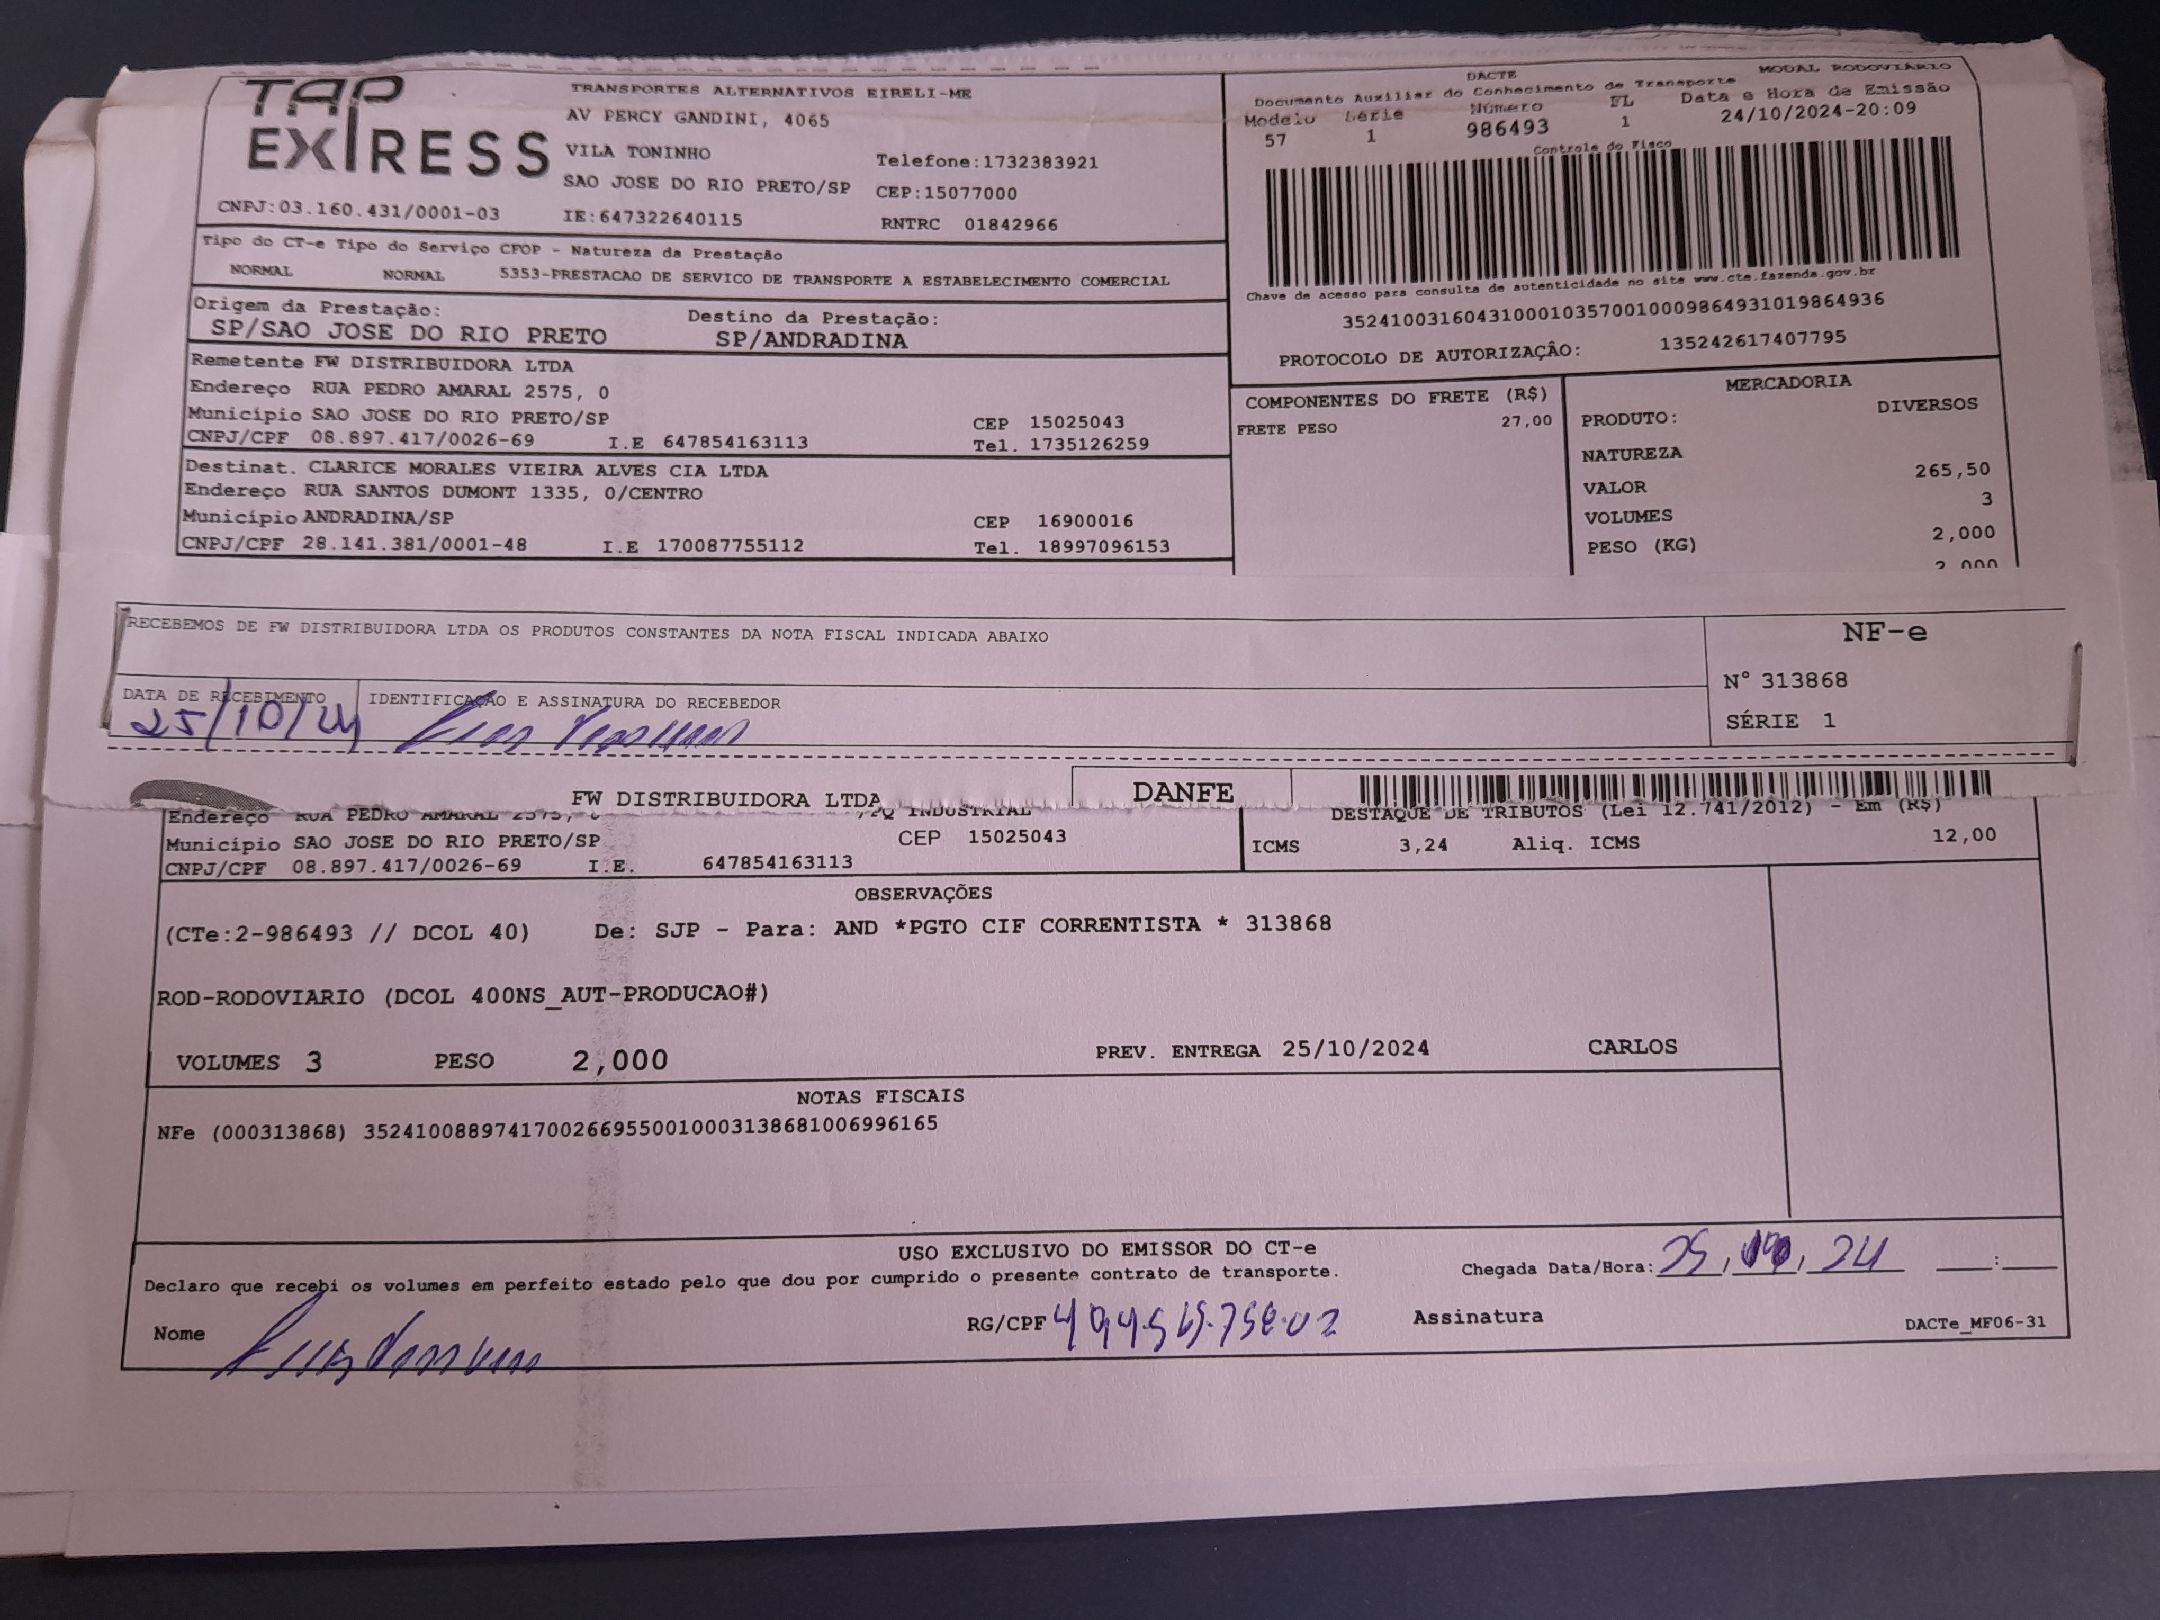 TAP
EXPRESS
TRANSPORTES ALTERNATIVOS EIRELI-ME
AV PERCY GANDINI, 4065
VILA TONINHO
Telefone:1732383921
SAO JOSE DO RIO PRETO/SP CEP:15077000
CNPJ:03.160.431/0001-03 IE:647322640115 RNTRC 01842966
DACTE MODAL RODOVIÁRIO
Documento Auxiliar do Conhecimento de Transporte
Modelo Série Número FL Data e Hora de Emissão
57 1 986493 1 24/10/2024-20:09
Controle do Fisco
Chave de acesso para consulta de autenticidade no site www.cte.fazenda.gov.br
35241003160431000103570010009864931019864936
PROTOCOLO DE AUTORIZAÇÂO: 135242617407795
Tipo do CT-e Tipo do Serviço CFOP - Natureza da Prestação
NORMAL NORMAL 5353-PRESTACAO DE SERVICO DE TRANSPORTE A ESTABELECIMENTO COMERCIAL
Origem da Prestação: Destino da Prestação:
SP/SAO JOSE DO RIO PRETO SP/ANDRADINA
Remetente FW DISTRIBUIDORA LTDA
Endereço RUA PEDRO AMARAL 2575, 0
Município SAO JOSE DO RIO PRETO/SP CEP 15025043
CNPJ/CPF 08.897.417/0026-69 I.E 647854163113 Tel. 1735126259
Destinat. CLARICE MORALES VIEIRA ALVES CIA LTDA
Endereço RUA SANTOS DUMONT 1335, 0/CENTRO
Município ANDRADINA/SP CEP 16900016
CNPJ/CPF 28.141.381/0001-48 I.E 170087755112 Tel. 18997096153
COMPONENTES DO FRETE (R$)
FRETE PESO 27,00
MERCADORIA
PRODUTO: DIVERSOS
NATUREZA
VALOR 265,50
VOLUMES 3
PESO (KG) 2,000
2,000
RECEBEMOS DE FW DISTRIBUIDORA LTDA OS PRODUTOS CONSTANTES DA NOTA FISCAL INDICADA ABAIXO
NF-e
N° 313868
SÉRIE 1
DATA DE RECEBIMENTO IDENTIFICAÇÃO E ASSINATURA DO RECEBEDOR
25/10/24
FW DISTRIBUIDORA LTDA DANFE
Endereço RUA PEDRO AMARAL 2575, INDUSTRIAL
Município SAO JOSE DO RIO PRETO/SP CEP 15025043
CNPJ/CPF 08.897.417/0026-69 I.E. 647854163113
DESTAQUE DE TRIBUTOS (Lei 12.741/2012) - Em (R$)
ICMS 3,24 Aliq. ICMS 12,00
OBSERVAÇÕES
(CTe:2-986493 // DCOL 40) De: SJP - Para: AND *PGTO CIF CORRENTISTA * 313868
ROD-RODOVIARIO (DCOL 400NS_AUT-PRODUCAO#)
VOLUMES 3 PESO 2,000 PREV. ENTREGA 25/10/2024 CARLOS
NOTAS FISCAIS
NFe (000313868) 35241008897417002669550010003138681006996165
USO EXCLUSIVO DO EMISSOR DO CT-e
Declaro que recebi os volumes em perfeito estado pelo que dou por cumprido o presente contrato de transporte.
Chegada Data/Hora: 25, 10, 24 :
Nome RG/CPF Assinatura
DACTe_MF06-31